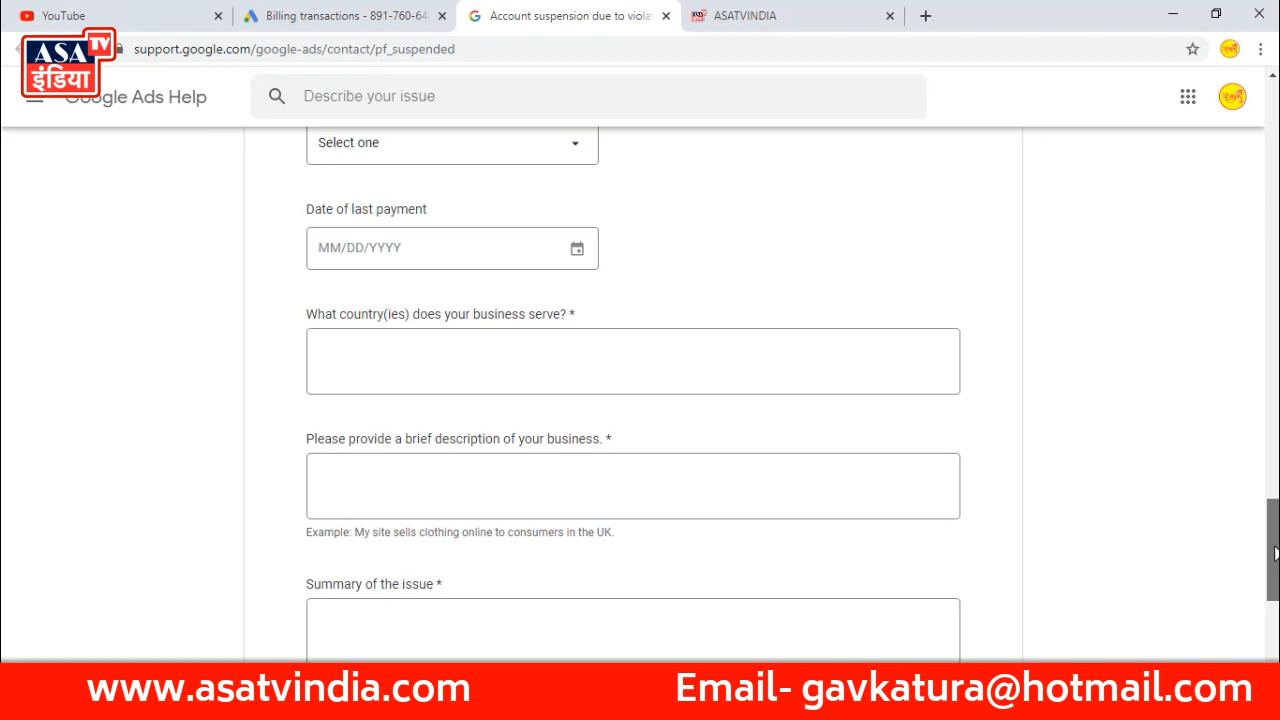 YouTube
Billing transactions - 891-760-64
Account suspension due to viola
ASATVINDIA
support.google.com/google-ads/contact/pf_suspended
ASA TV
इंडिया
Google Ads Help
Describe your issue
Select one
Date of last payment
MM/DD/YYYY
What country(ies) does your business serve? *
Please provide a brief description of your business. *
Example: My site sells clothing online to consumers in the UK.
Summary of the issue *
www.asatvindia.com
Email- gavkatura@hotmail.com